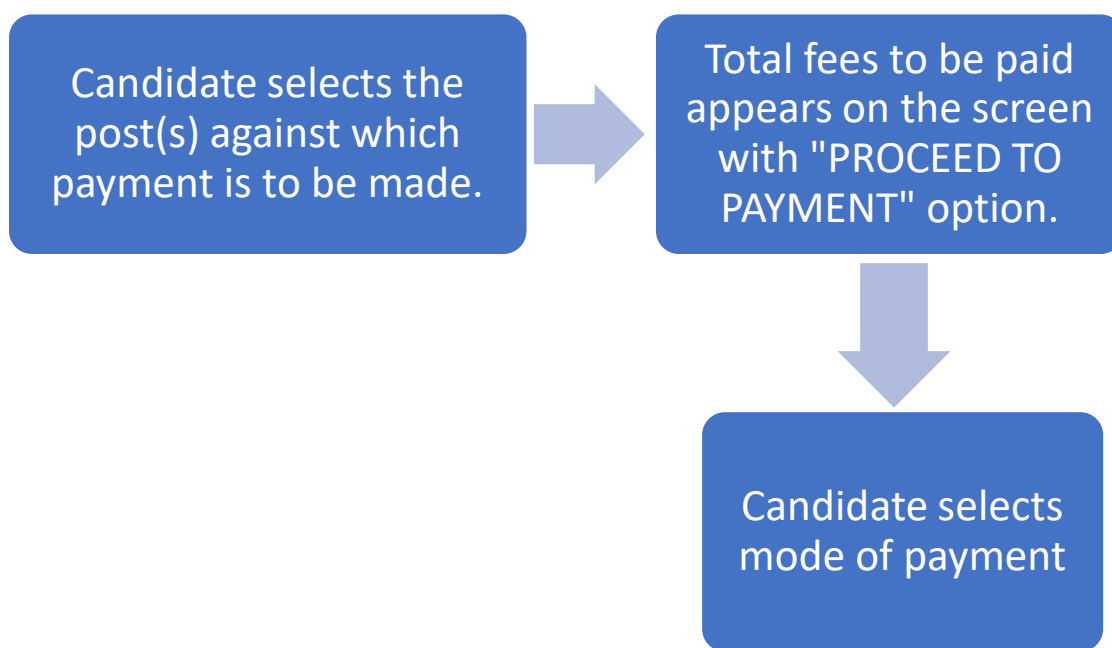 Candidate selects the
post(s) against which
payment is to be made.
Total fees to be paid
appears on the screen
with "PROCEED TO
PAYMENT" option.
Candidate selects
mode of payment